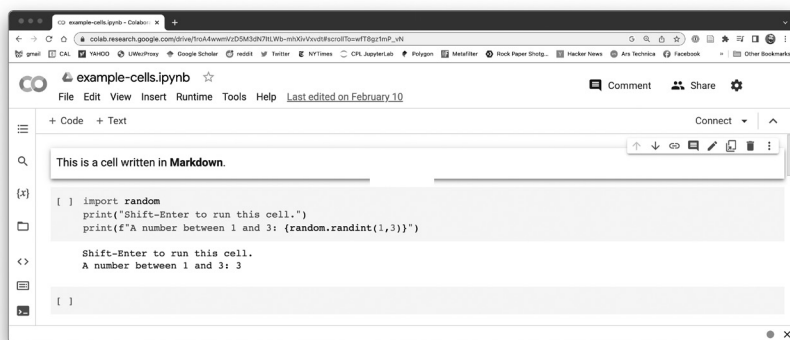 example-cells.ipynb - Colabora
colab.research.google.com/drive/1roA4wwmVzD5M3dN7ItLWb-mhXivVxvdt#scrollTo=wfT8gz1mP_vN
gmail CAL YAHOO UWezProxy Google Scholar reddit Twitter NYTimes CFL JupyterLab Polygon Metafilter Rock Paper Shotg... Hacker News Ars Technica Facebook » Other Bookmarks
example-cells.ipynb
Comment Share
File Edit View Insert Runtime Tools Help Last edited on February 10
+ Code + Text Connect
This is a cell written in Markdown.
{x}
[ ] import random
print("Shift-Enter to run this cell.")
print(f"A number between 1 and 3: {random.randint(1,3)}")
Shift-Enter to run this cell.
A number between 1 and 3: 3
[ ]